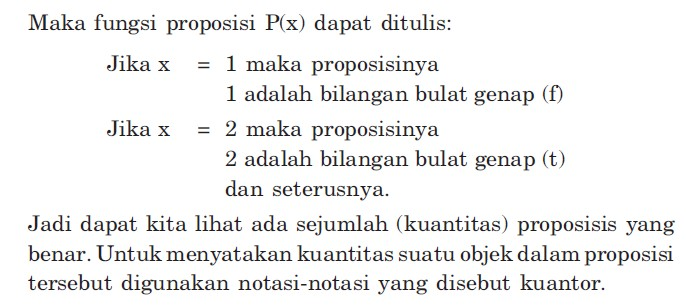 Maka fungsi proposisi P(x) dapat ditulis:
Jika x = 1 maka proposisinya
1 adalah bilangan bulat genap (f)
Jika x = 2 maka proposisinya
2 adalah bilangan bulat genap (t)
dan seterusnya.
Jadi dapat kita lihat ada sejumlah (kuantitas) proposisis yang
benar. Untuk menyatakan kuantitas suatu objek dalam proposisi
tersebut digunakan notasi-notasi yang disebut kuantor.